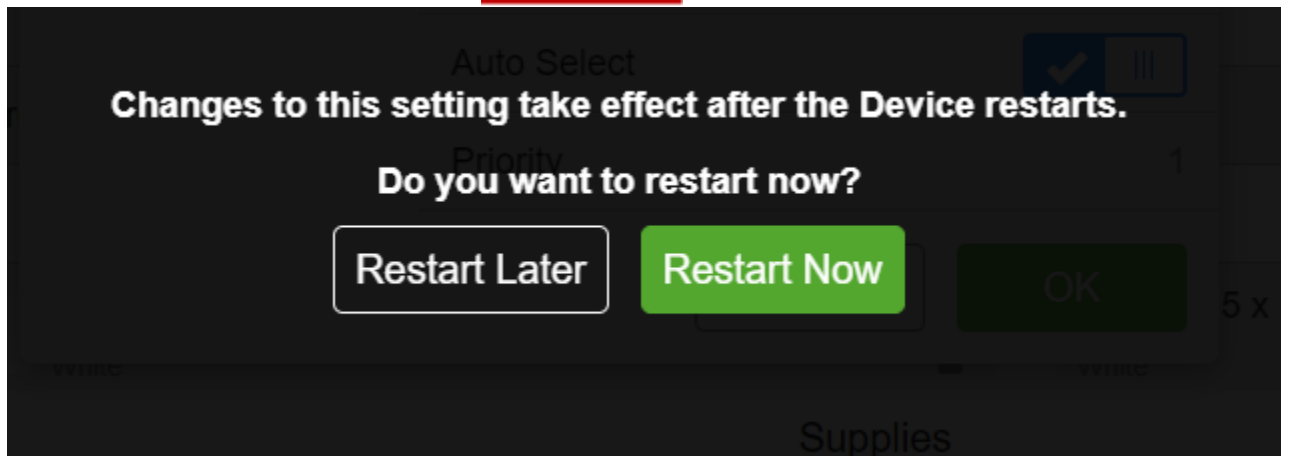 Auto Select
Changes to this setting take effect after the Device restarts.
Priority 1
Do you want to restart now?
Restart Later Restart Now
OK
5 x
White White
Supplies